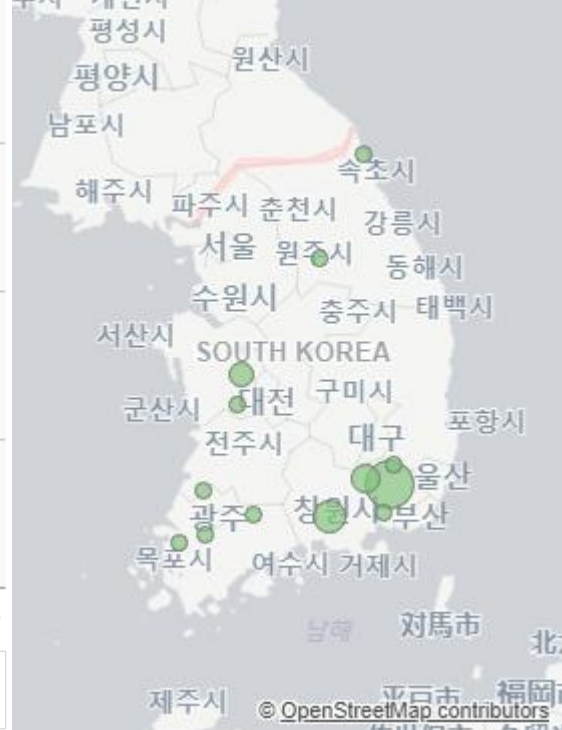 평성시
원산시
평양시
남포시
속초시
해주시
파주시
춘천시
강릉시
서울
원주시
동해시
수원시
충주시
태백시
서산시
SOUTH KOREA
구미시
대전
군산시
포항시
전주시
대구
울산
창원시
부산
광주
목포시
여수시
거제시
対馬市
남해
제주시
© OpenStreetMap contributors